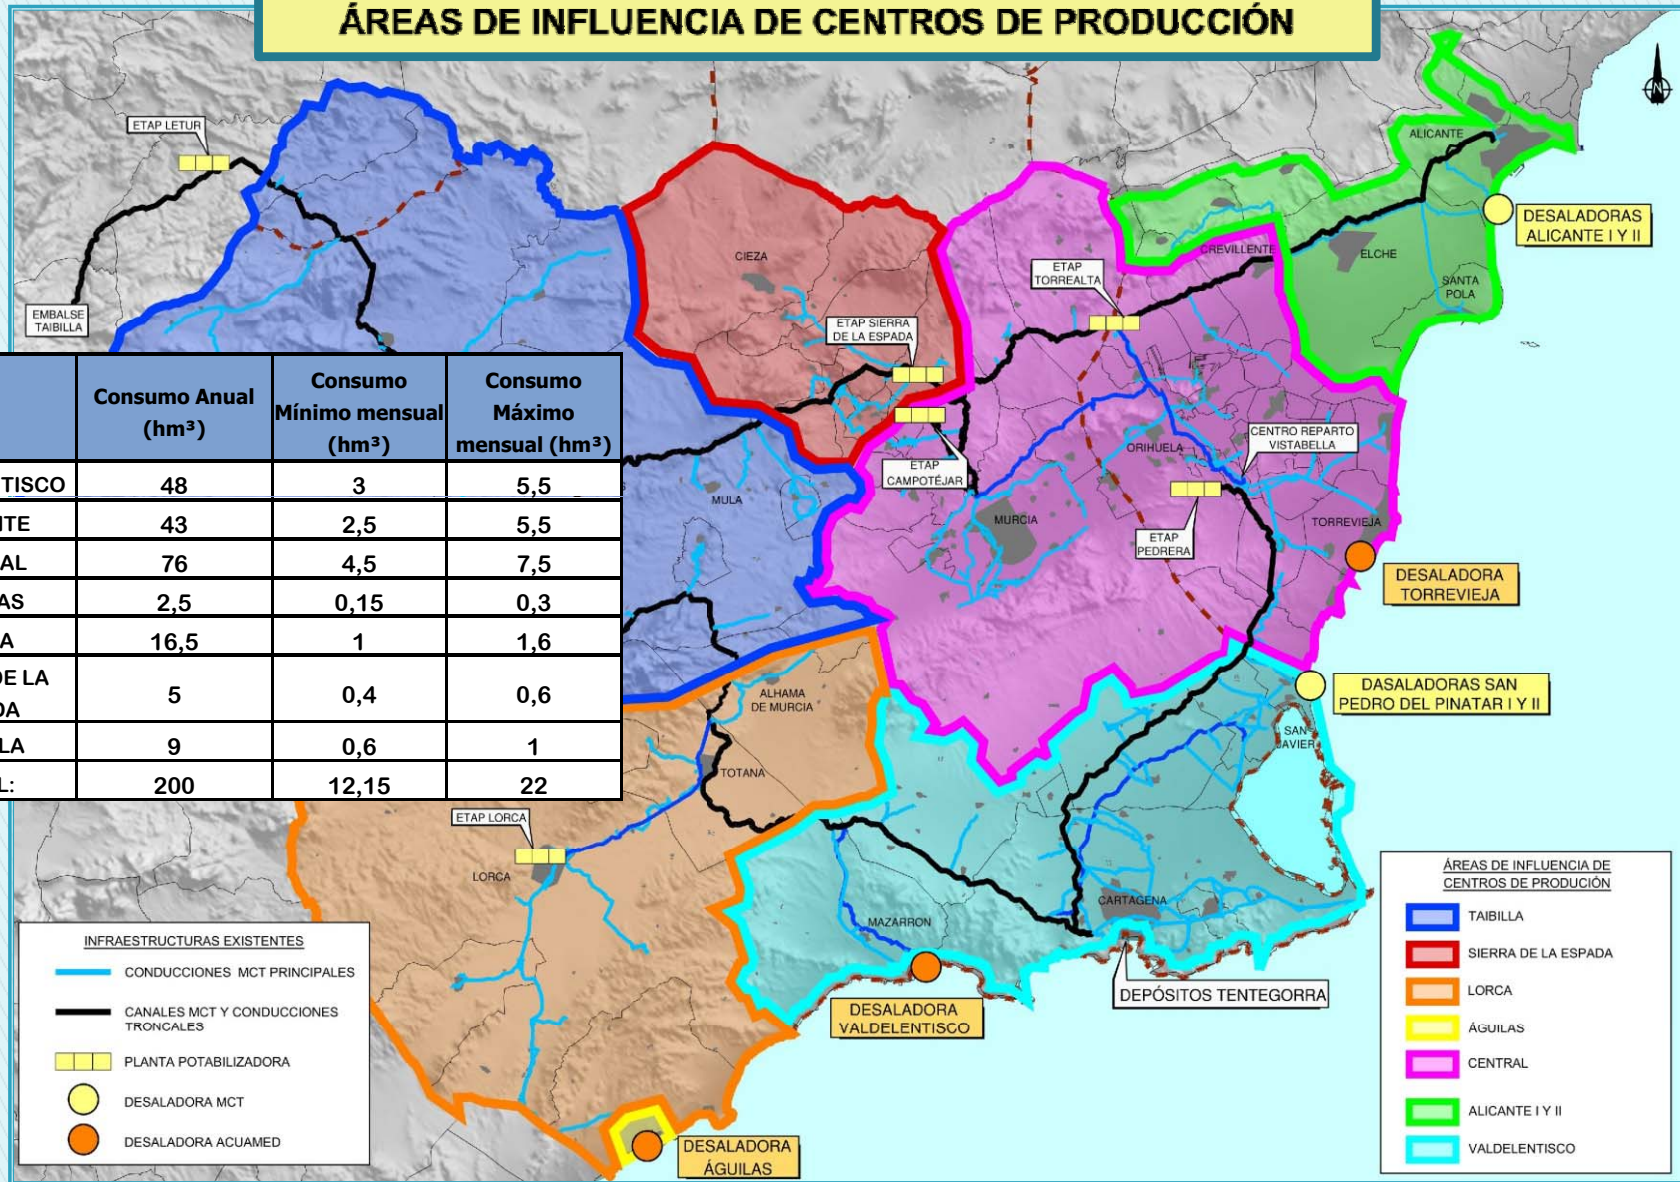 ÁREAS DE INFLUENCIA DE CENTROS DE PRODUCCIÓN
ETAP LETUR
EMBALSE
TAIBILLA
CIEZA
ETAP SIERRA
DE LA ESPADA
ETAP
TORREALTA
CREVILLENTE
ALICANTE
ELCHE
SANTA
POLA
DESALADORAS
ALICANTE I Y II
ETAP
CAMPOTÉJAR
MULA
MURCIA
ORIHUELA
CENTRO REPARTO
VISTABELLA
ETAP
PEDRERA
TORREVIEJA
DESALADORA
TORREVIEJA
DASALADORAS SAN
PEDRO DEL PINATAR I Y II
SAN
JAVIER
ALHAMA
DE MURCIA
TOTANA
ETAP LORCA
LORCA
MAZARRON
CARTAGENA
DESALADORA
VALDELENTISCO
DEPÓSITOS TENTEGORRA
DESALADORA
ÁGUILAS
Consumo Anual
(hm³)
Consumo
Mínimo mensual
(hm³)
Consumo
Máximo
mensual (hm³)
TISCO 48 3 5,5
NTE 43 2,5 5,5
AL 76 4,5 7,5
AS 2,5 0,15 0,3
A 16,5 1 1,6
DE LA
DA 5 0,4 0,6
LA 9 0,6 1
L: 200 12,15 22
INFRAESTRUCTURAS EXISTENTES
CONDUCCIONES MCT PRINCIPALES
CANALES MCT Y CONDUCCIONES
TRONCALES
PLANTA POTABILIZADORA
DESALADORA MCT
DESALADORA ACUAMED
ÁREAS DE INFLUENCIA DE
CENTROS DE PRODUCIÓN
TAIBILLA
SIERRA DE LA ESPADA
LORCA
ÁGUILAS
CENTRAL
ALICANTE I Y II
VALDELENTISCO